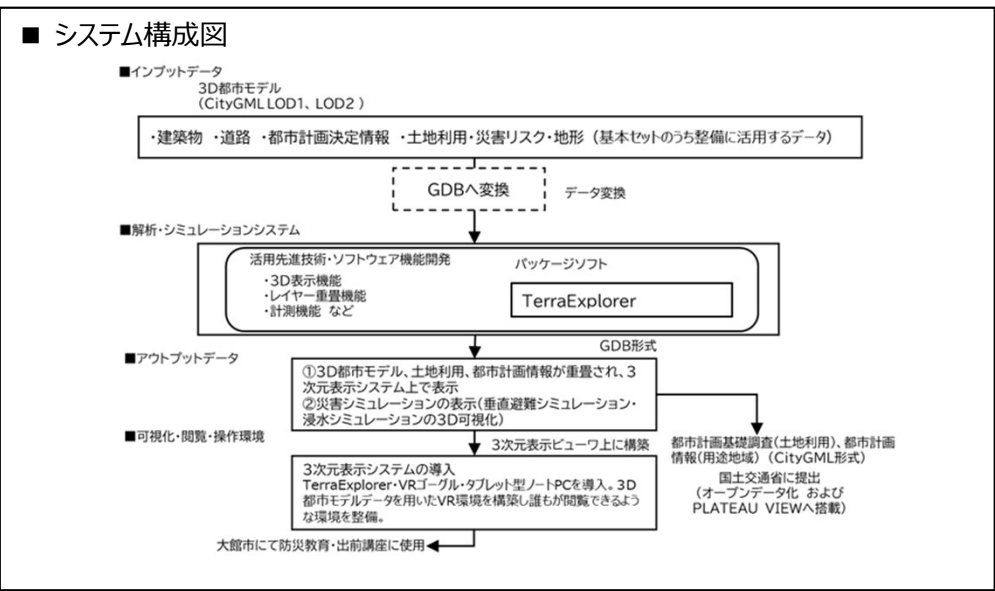 ■ システム構成図
■インプットデータ
3D都市モデル
(CityGML LOD1、LOD2 )
・建築物 ・道路 ・都市計画決定情報 ・土地利用・災害リスク・地形 (基本セットのうち整備に活用するデータ)
GDBへ変換
データ変換
■解析・シミュレーションシステム
活用先進技術・ソフトウェア機能開発
・3D表示機能
・レイヤー重畳機能
・計測機能 など
パッケージソフト
TerraExplorer
GDB形式
■アウトプットデータ
①3D都市モデル、土地利用、都市計画情報が重畳され、3
次元表示システム上で表示
②災害シミュレーションの表示(垂直避難シミュレーション・
浸水シミュレーションの3D可視化)
■可視化・閲覧・操作環境
3次元表示ビューワ上に構築
都市計画基礎調査(土地利用)、都市計画
情報(用途地域) (CityGML形式)
国土交通省に提出
(オープンデータ化 および
PLATEAU VIEWへ搭載)
3次元表示システムの導入
TerraExplorer・VRゴーグル・タブレット型ノートPCを導入。3D
都市モデルデータを用いたVR環境を構築し誰もが閲覧できるよう
な環境を整備。
大館市にて防災教育・出前講座に使用